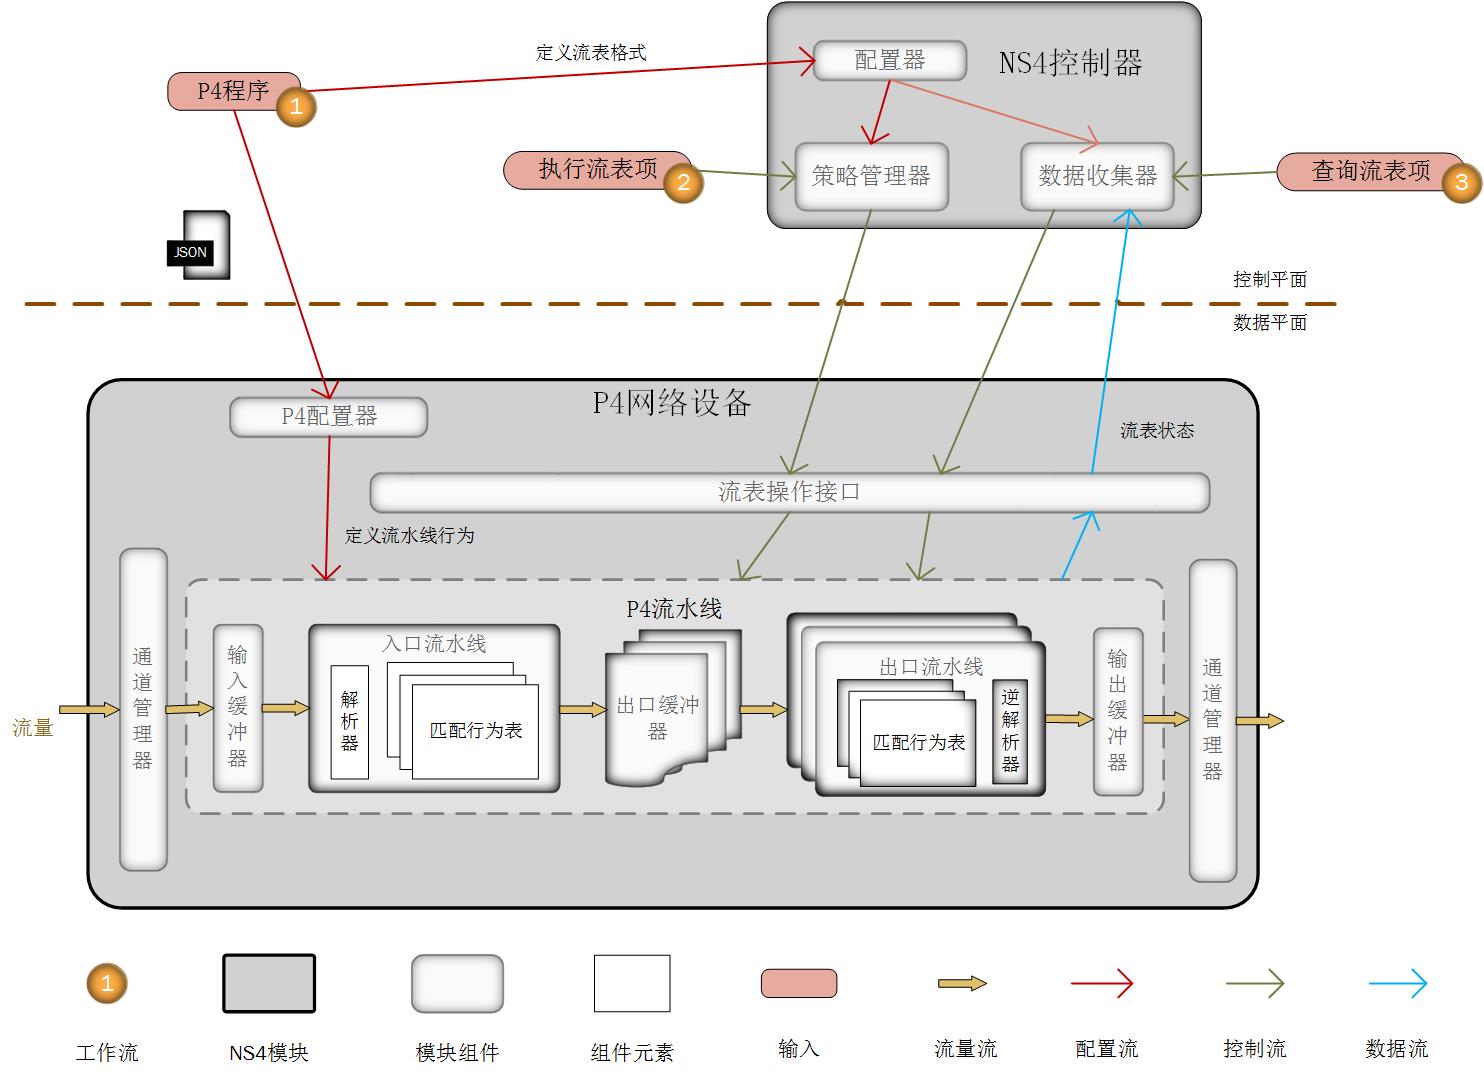 定义流表格式
配置器
NS4控制器
P4程序
1
执行流表项
2
策略管理器
数据收集器
查询流表项
3
JSON
控制平面
数据平面
P4网络设备
P4配置器
流表状态
流表操作接口
定义流水线行为
P4流水线
流量
通道管理器
输入缓冲器
入口流水线
解析器
匹配行为表
出口缓冲器
出口流水线
匹配行为表
逆解析器
输出缓冲器
通道管理器
1
工作流
NS4模块
模块组件
组件元素
输入
流量流
配置流
控制流
数据流